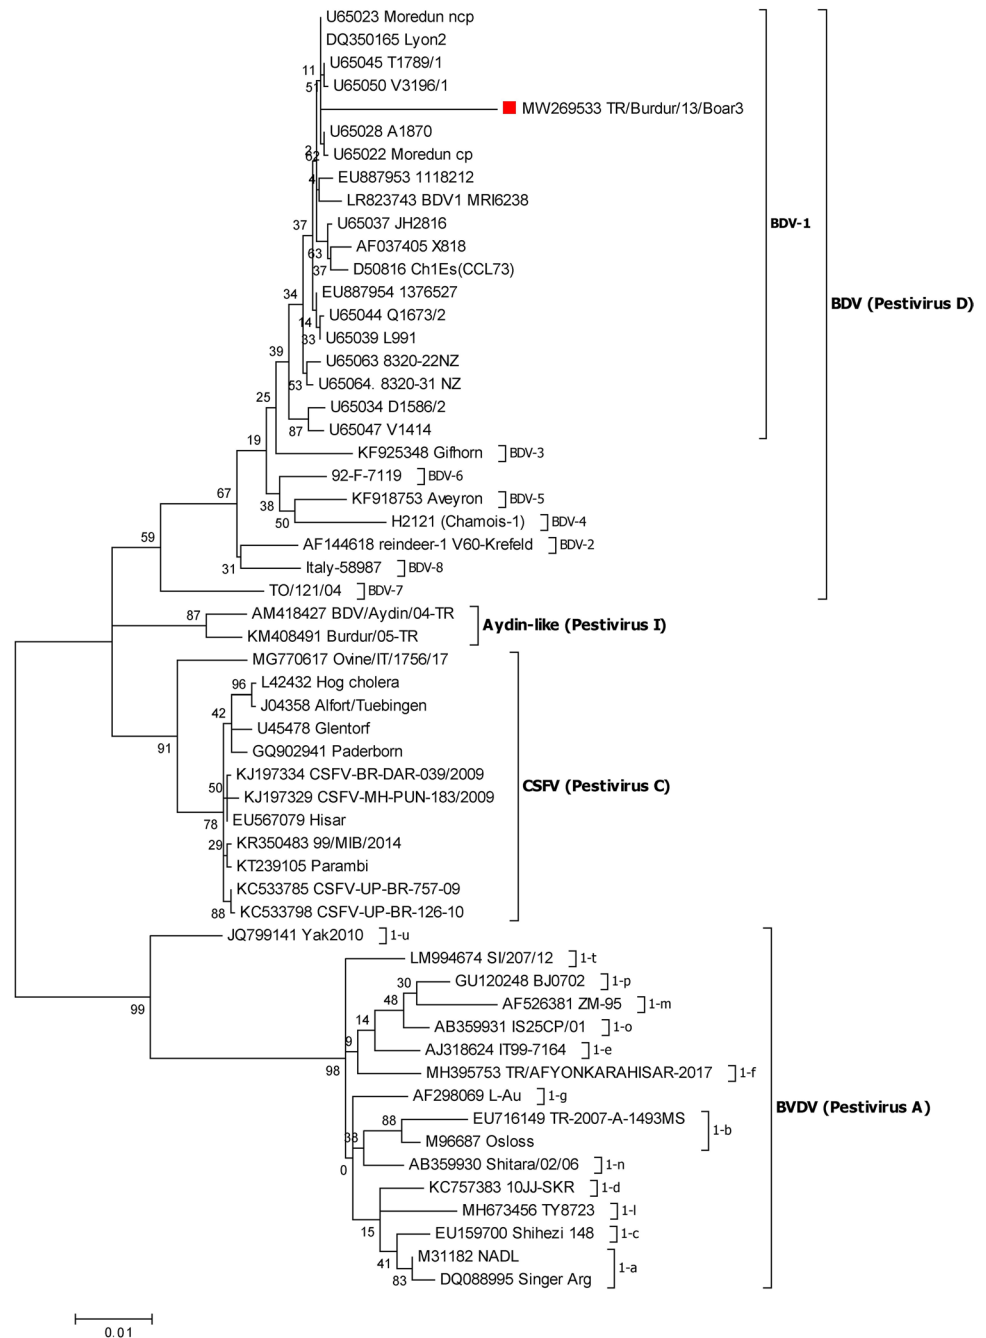 U65023 Moredun ncp
DQ350165 Lyon2
U65045 T1789/1
11
U65050 V3196/1
51
MW269533 TR/Burdur/13/Boar3
U65028 A1870
2
U65022 Moredun cp
62
EU887953 1118212
4
LR823743 BDV1 MRI6238
U65037 JH2816
37
BDV-1
AF037405 X818
63
D50816 Ch1Es(CCL73)
37
EU887954 1376527
34
BDV (Pestivirus D)
U65044 Q1673/2
14
U65039 L991
33
39
U65063 8320-22NZ
U65064. 8320-31 NZ
53
25
U65034 D1586/2
U65047 V1414
87
19
KF925348 Gifhorn
BDV-3
92-F-7119
BDV-6
67
KF918753 Aveyron
BDV-5
38
H2121 (Chamois-1)
BDV-4
50
59
AF144618 reindeer-1 V60-Krefeld
BDV-2
Italy-58987
BDV-8
31
TO/121/04
BDV-7
87
AM418427 BDV/Aydin/04-TR
Aydin-like (Pestivirus I)
KM408491 Burdur/05-TR
MG770617 Ovine/IT/1756/17
96
L42432 Hog cholera
J04358 Alfort/Tuebingen
42
U45478 Glentorf
91
GQ902941 Paderborn
KJ197334 CSFV-BR-DAR-039/2009
50
CSFV (Pestivirus C)
KJ197329 CSFV-MH-PUN-183/2009
78
EU567079 Hisar
29
KR350483 99/MIB/2014
KT239105 Parambi
KC533785 CSFV-UP-BR-757-09
88
KC533798 CSFV-UP-BR-126-10
JQ799141 Yak2010
1-u
LM994674 SI/207/12
1-t
30
GU120248 BJ0702
1-p
99
48
AF526381 ZM-95
1-m
14
AB359931 IS25CP/01
1-o
9
AJ318624 IT99-7164
1-e
98
MH395753 TR/AFYONKARAHISAR-2017
1-f
AF298069 L-Au
1-g
BVDV (Pestivirus A)
88
EU716149 TR-2007-A-1493MS
1-b
38
M96687 Osloss
0
AB359930 Shitara/02/06
1-n
KC757383 10JJ-SKR
1-d
MH673456 TY8723
1-l
15
EU159700 Shihezi 148
1-c
41
M31182 NADL
1-a
83
DQ088995 Singer Arg
0.01